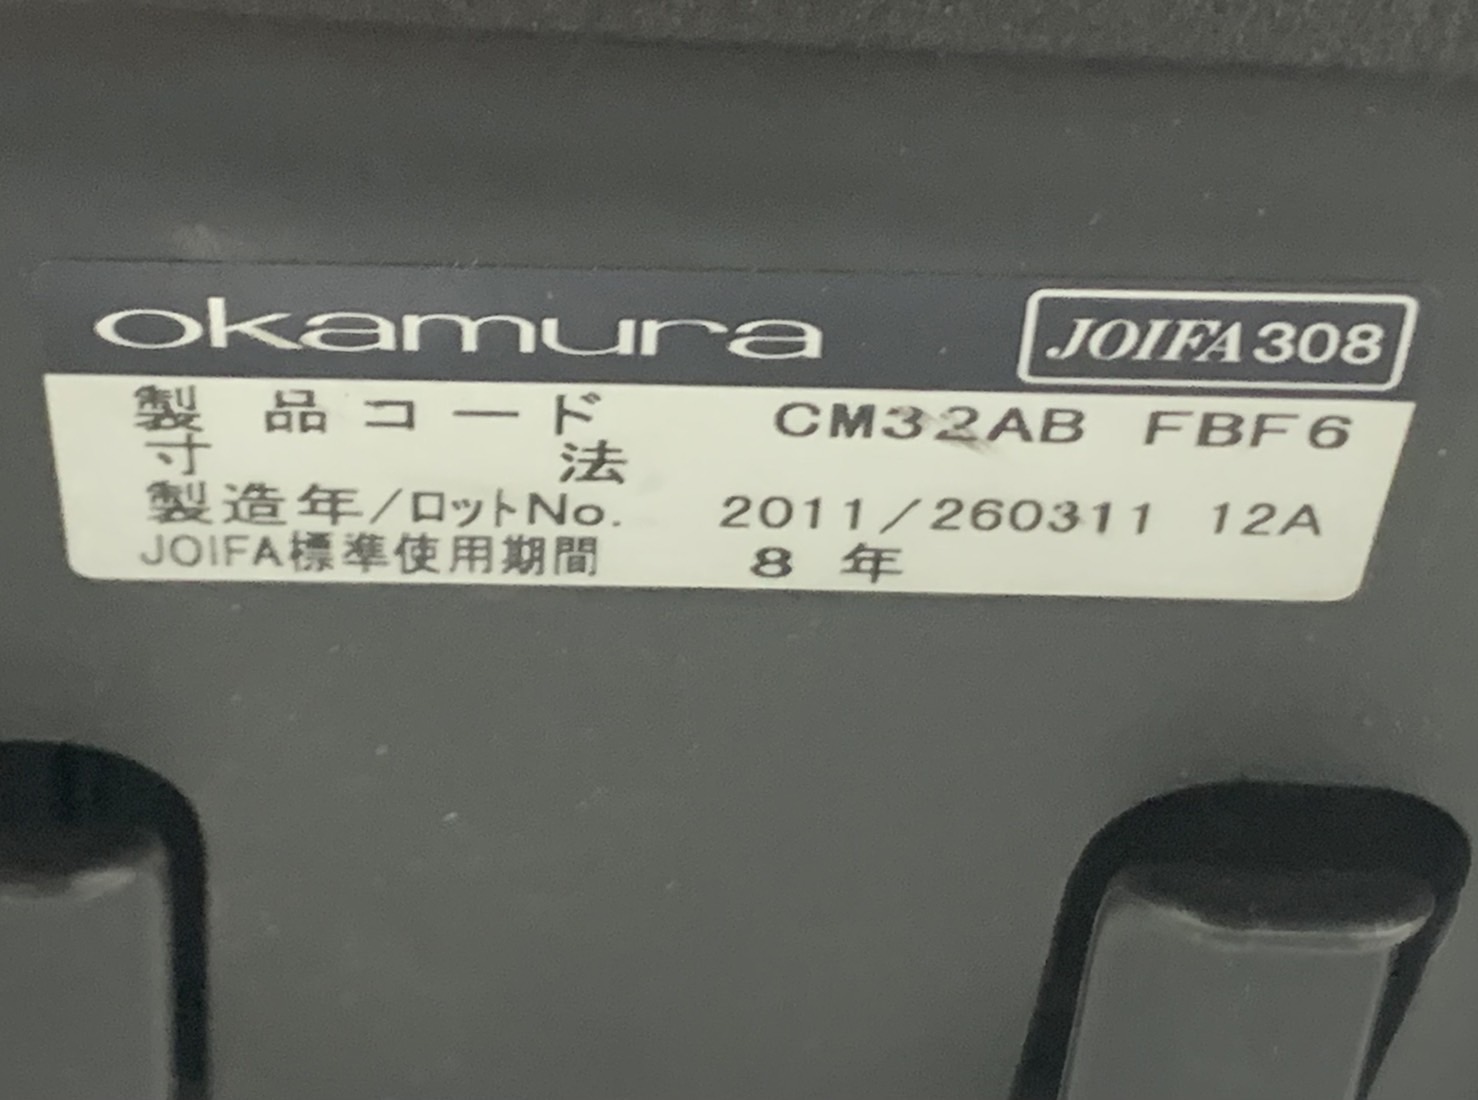 okamura JOIFA308
製品コード CM32AB FBF6
寸法
製造年/ロットNo. 2011/260311 12A
JOIFA標準使用期間 8年